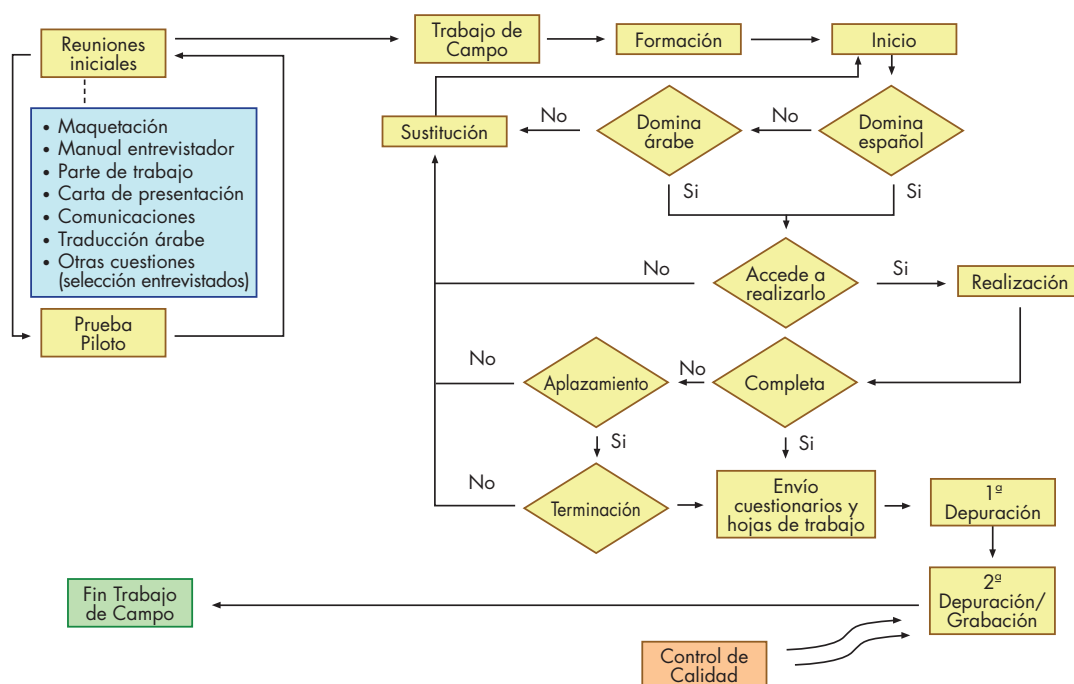 Reuniones
iniciales
Trabajo de
Campo
Formación
Inicio
• Maquetación
• Manual entrevistador
• Parte de trabajo
• Carta de presentación
• Comunicaciones
• Traducción árabe
• Otras cuestiones
(selección entrevistados)
Prueba
Piloto
Sustitución
No
Domina
árabe
No
Domina
español
Si
Si
No
Accede a
realizarlo
Si
Realización
No
Aplazamiento
No
Completa
Si
Si
No
Terminación
Envío
cuestionarios y
hojas de trabajo
1ª
Depuración
2ª
Depuración/
Grabación
Fin Trabajo
de Campo
Control de
Calidad